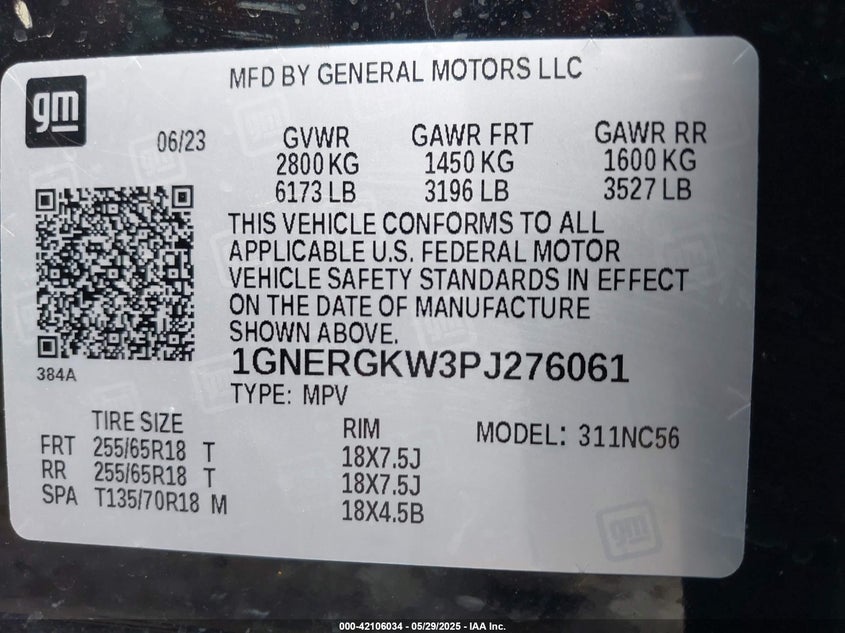 MFD BY GENERAL MOTORS LLC
gm
06/23 GVWR GAWR FRT GAWR RR
2800 KG 1450 KG 1600 KG
6173 LB 3196 LB 3527 LB
THIS VEHICLE CONFORMS TO ALL
APPLICABLE U.S. FEDERAL MOTOR
VEHICLE SAFETY STANDARDS IN EFFECT
ON THE DATE OF MANUFACTURE
SHOWN ABOVE.
384A
1GNERGKW3PJ276061
TYPE: MPV
TIRE SIZE RIM MODEL: 311NC56
FRT 255/65R18 T 18X7.5J
RR 255/65R18 T 18X7.5J
SPA T135/70R18 M 18X4.5B
gm
000-42106034 - 05/29/2025 - IAA Inc.